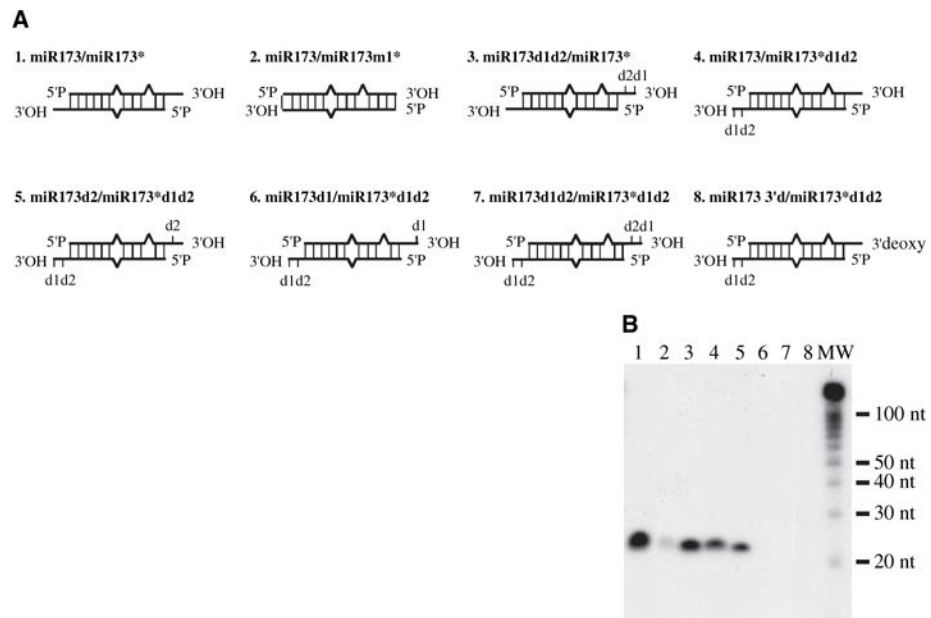 A
1. miR173/miR173* 2. miR173/miR173m1* 3. miR173d1d2/miR173* 4. miR173/miR173*d1d2
d2d1
5'P 3'OH 5'P 3'OH 5'P 3'OH 5'P 3'OH
3'OH 5'P 3'OH 5'P 3'OH 5'P 3'OH 5'P
d1d2
5. miR173d2/miR173*d1d2 6. miR173d1/miR173*d1d2 7. miR173d1d2/miR173*d1d2 8. miR173 3'd/miR173*d1d2
d2 d1 d2d1
5'P 3'OH 5'P 3'OH 5'P 3'OH 5'P 3'deoxy
3'OH 5'P 3'OH 5'P 3'OH 5'P 3'OH 5'P
d1d2 d1d2 d1d2 d1d2
B
1 2 3 4 5 6 7 8 MW
100 nt
50 nt
40 nt
30 nt
20 nt